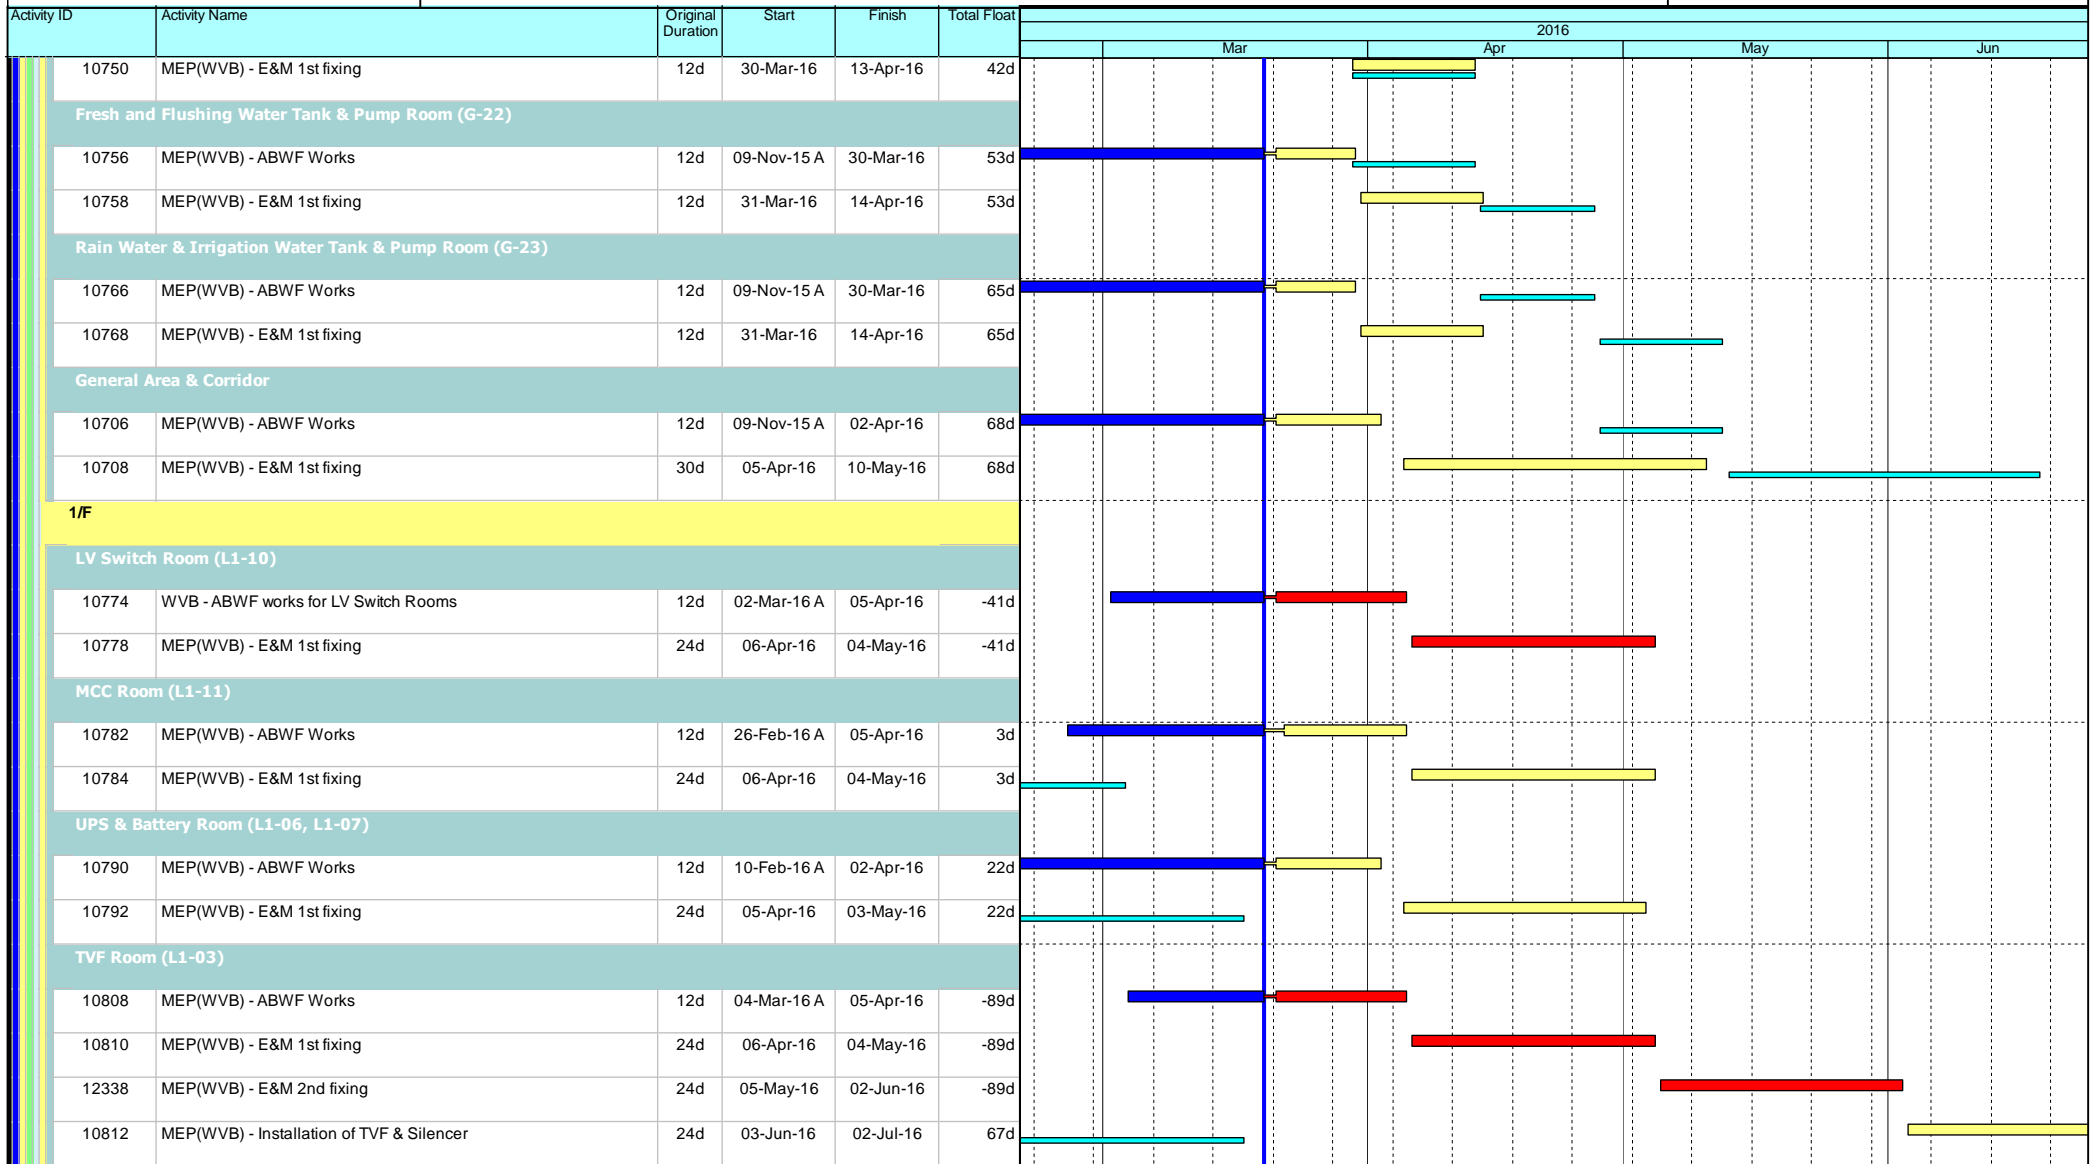 Activity ID Activity Name Original Duration Start Finish Total Float
2016
Mar Apr May Jun
10750 MEP(WVB) - E&M 1st fixing 12d 30-Mar-16 13-Apr-16 42d
Fresh and Flushing Water Tank & Pump Room (G-22)
10756 MEP(WVB) - ABWF Works 12d 09-Nov-15 A 30-Mar-16 53d
10758 MEP(WVB) - E&M 1st fixing 12d 31-Mar-16 14-Apr-16 53d
Rain Water & Irrigation Water Tank & Pump Room (G-23)
10766 MEP(WVB) - ABWF Works 12d 09-Nov-15 A 30-Mar-16 65d
10768 MEP(WVB) - E&M 1st fixing 12d 31-Mar-16 14-Apr-16 65d
General Area & Corridor
10706 MEP(WVB) - ABWF Works 12d 09-Nov-15 A 02-Apr-16 68d
10708 MEP(WVB) - E&M 1st fixing 30d 05-Apr-16 10-May-16 68d
1/F
LV Switch Room (L1-10)
10774 WVB - ABWF works for LV Switch Rooms 12d 02-Mar-16 A 05-Apr-16 -41d
10778 MEP(WVB) - E&M 1st fixing 24d 06-Apr-16 04-May-16 -41d
MCC Room (L1-11)
10782 MEP(WVB) - ABWF Works 12d 26-Feb-16 A 05-Apr-16 3d
10784 MEP(WVB) - E&M 1st fixing 24d 06-Apr-16 04-May-16 3d
UPS & Battery Room (L1-06, L1-07)
10790 MEP(WVB) - ABWF Works 12d 10-Feb-16 A 02-Apr-16 22d
10792 MEP(WVB) - E&M 1st fixing 24d 05-Apr-16 03-May-16 22d
TVF Room (L1-03)
10808 MEP(WVB) - ABWF Works 12d 04-Mar-16 A 05-Apr-16 -89d
10810 MEP(WVB) - E&M 1st fixing 24d 06-Apr-16 04-May-16 -89d
12338 MEP(WVB) - E&M 2nd fixing 24d 05-May-16 02-Jun-16 -89d
10812 MEP(WVB) - Installation of TVF & Silencer 24d 03-Jun-16 02-Jul-16 67d